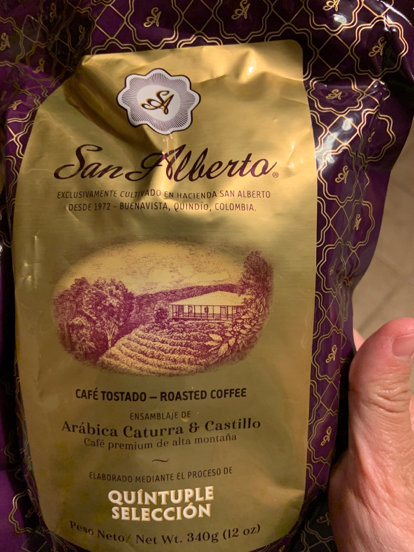 SA
San Alberto®
EXCLUSIVAMENTE CULTIVADO EN HACIENDA SAN ALBERTO
DESDE 1972 - BUENAVISTA, QUINDÍO, COLOMBIA.
CAFÉ TOSTADO — ROASTED COFFEE
ENSAMBLAJE DE
Arábica Caturra & Castillo
Café premium de alta montaña
ELABORADO MEDIANTE EL PROCESO DE
QUÍNTUPLE
SELECCIÓN
Peso Neto/ Net Wt. 340g (12 oz)